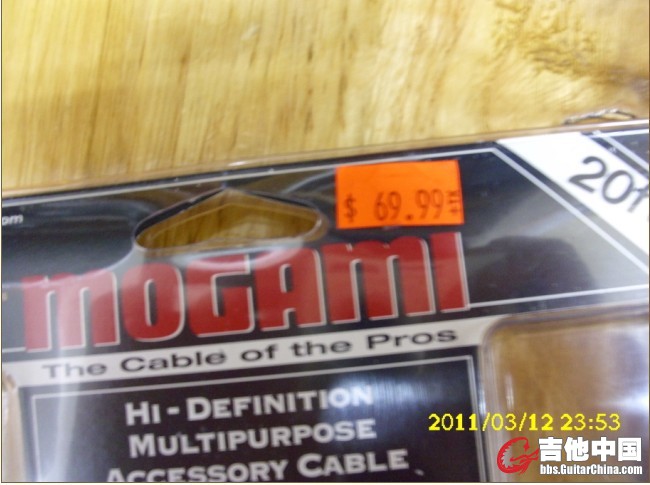 $ 69.99
com
MOGAMI
The Cable of the Pros
HI-DEFINITION
MULTIPURPOSE
ACCESSORY CABLE
2011/03/12 23:53
吉他中国
bbs.GuitarChina.com